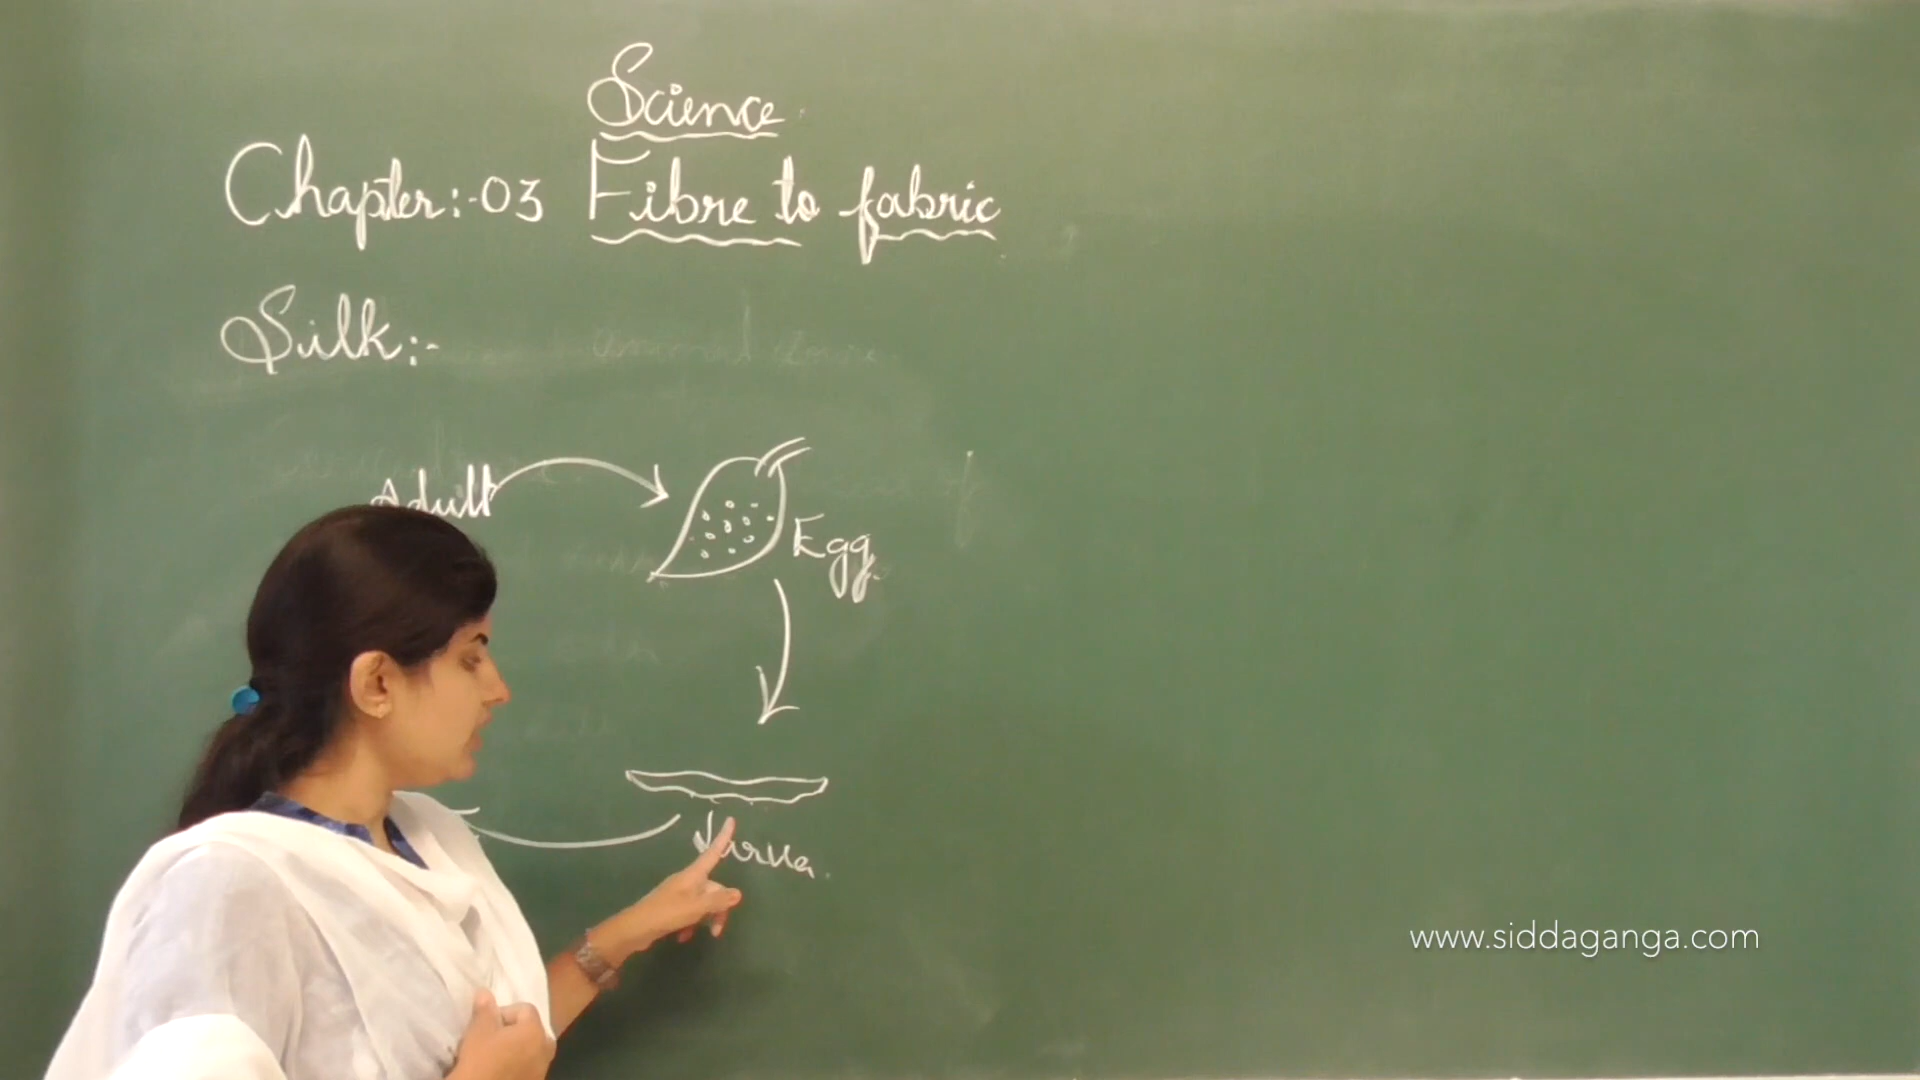 Science
Chapter:-03 Fibre to fabric
Silk:-
Adult
Egg
Larva
www.siddaganga.com